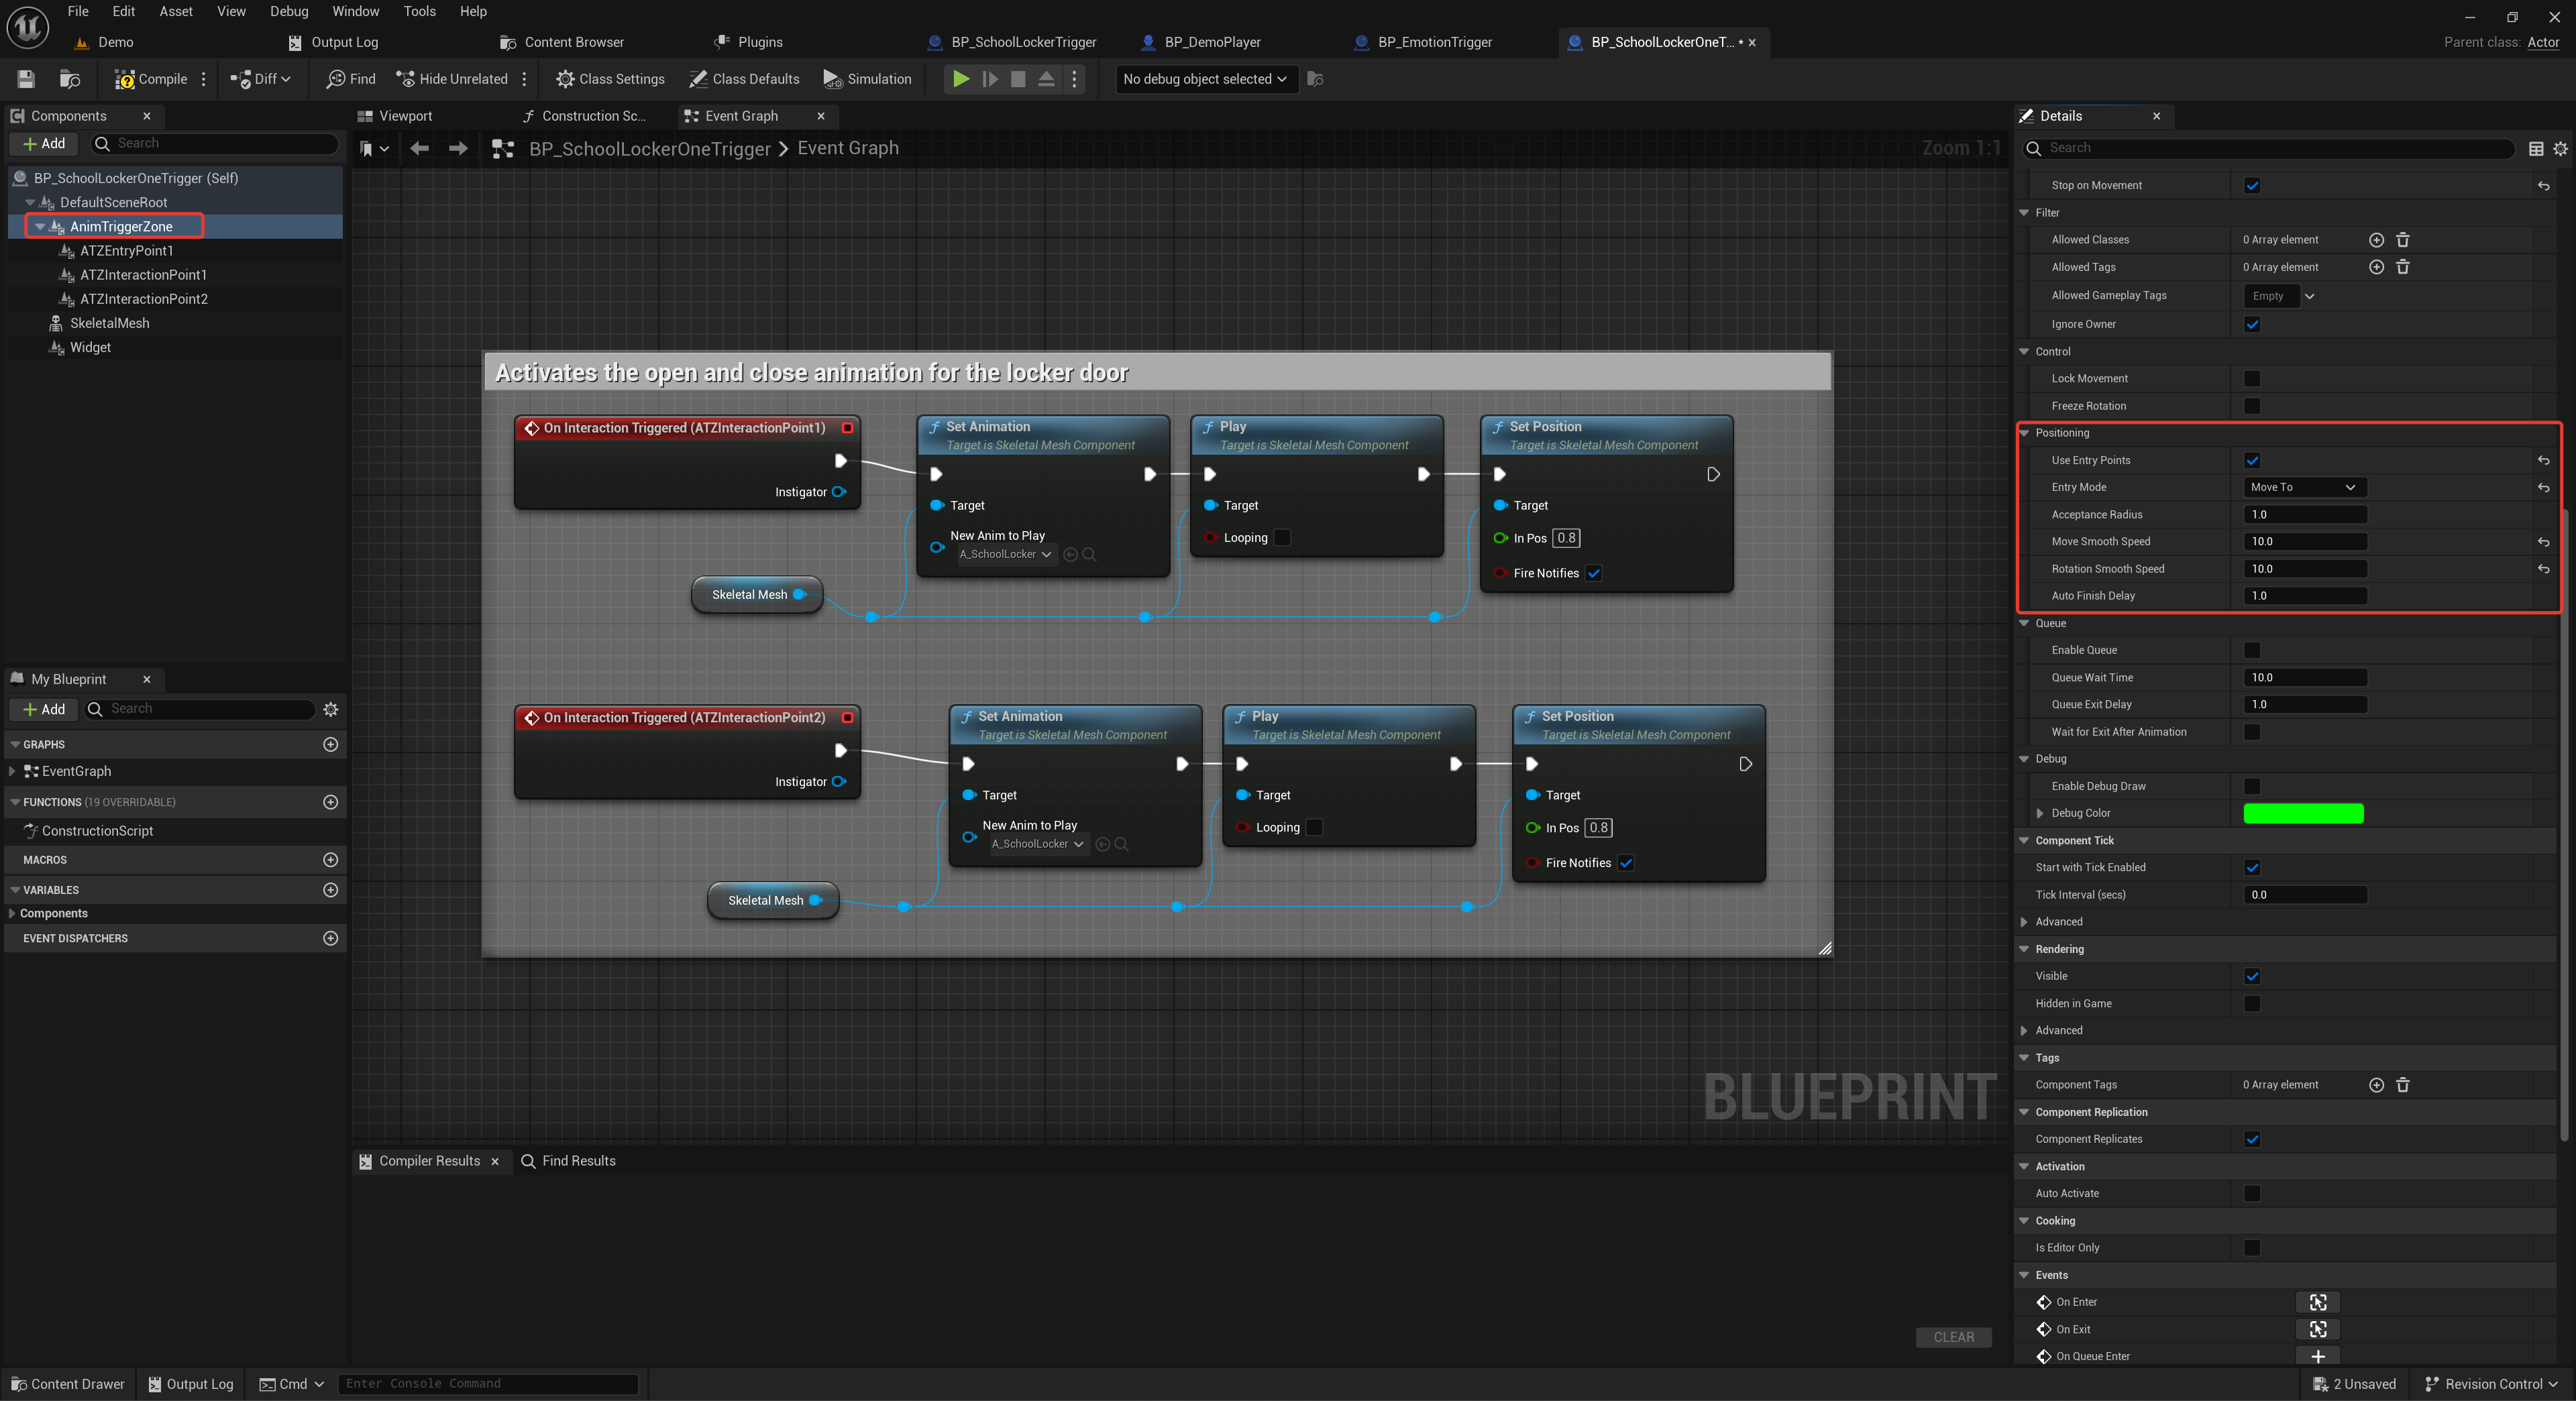 File Edit Asset View Debug Window Tools Help
Demo Output Log Content Browser Plugins BP_SchoolLockerTrigger BP_DemoPlayer BP_EmotionTrigger BP_SchoolLockerOneT... •
Parent class: Actor
Compile Diff Find Hide Unrelated Class Settings Class Defaults Simulation No debug object selected
Components
Add Search
BP_SchoolLockerOneTrigger (Self)
DefaultSceneRoot
AnimTriggerZone
ATZEntryPoint1
ATZInteractionPoint1
ATZInteractionPoint2
SkeletalMesh
Widget
My Blueprint
Add Search
GRAPHS
EventGraph
FUNCTIONS (19 OVERRIDABLE)
ConstructionScript
MACROS
VARIABLES
Components
EVENT DISPATCHERS
Viewport Construction Sc... Event Graph
BP_SchoolLockerOneTrigger > Event Graph
Zoom 1:1
Activates the open and close animation for the locker door
On Interaction Triggered (ATZInteractionPoint1)
Instigator
Set Animation
Target is Skeletal Mesh Component
Target
New Anim to Play
A_SchoolLocker
Play
Target is Skeletal Mesh Component
Target
Looping
Set Position
Target is Skeletal Mesh Component
Target
In Pos 0.8
Fire Notifies
Skeletal Mesh
On Interaction Triggered (ATZInteractionPoint2)
Instigator
Set Animation
Target is Skeletal Mesh Component
Target
New Anim to Play
A_SchoolLocker
Play
Target is Skeletal Mesh Component
Target
Looping
Set Position
Target is Skeletal Mesh Component
Target
In Pos 0.8
Fire Notifies
Skeletal Mesh
BLUEPRINT
Compiler Results Find Results
CLEAR
Details
Search
Stop on Movement
Filter
Allowed Classes 0 Array element
Allowed Tags 0 Array element
Allowed Gameplay Tags Empty
Ignore Owner
Control
Lock Movement
Freeze Rotation
Positioning
Use Entry Points
Entry Mode Move To
Acceptance Radius 1.0
Move Smooth Speed 10.0
Rotation Smooth Speed 10.0
Auto Finish Delay 1.0
Queue
Enable Queue
Queue Wait Time 10.0
Queue Exit Delay 1.0
Wait for Exit After Animation
Debug
Enable Debug Draw
Debug Color
Component Tick
Start with Tick Enabled
Tick Interval (secs) 0.0
Advanced
Rendering
Visible
Hidden in Game
Advanced
Tags
Component Tags 0 Array element
Component Replication
Component Replicates
Activation
Auto Activate
Cooking
Is Editor Only
Events
On Enter
On Exit
On Queue Enter
Content Drawer Output Log Cmd Enter Console Command 2 Unsaved Revision Control